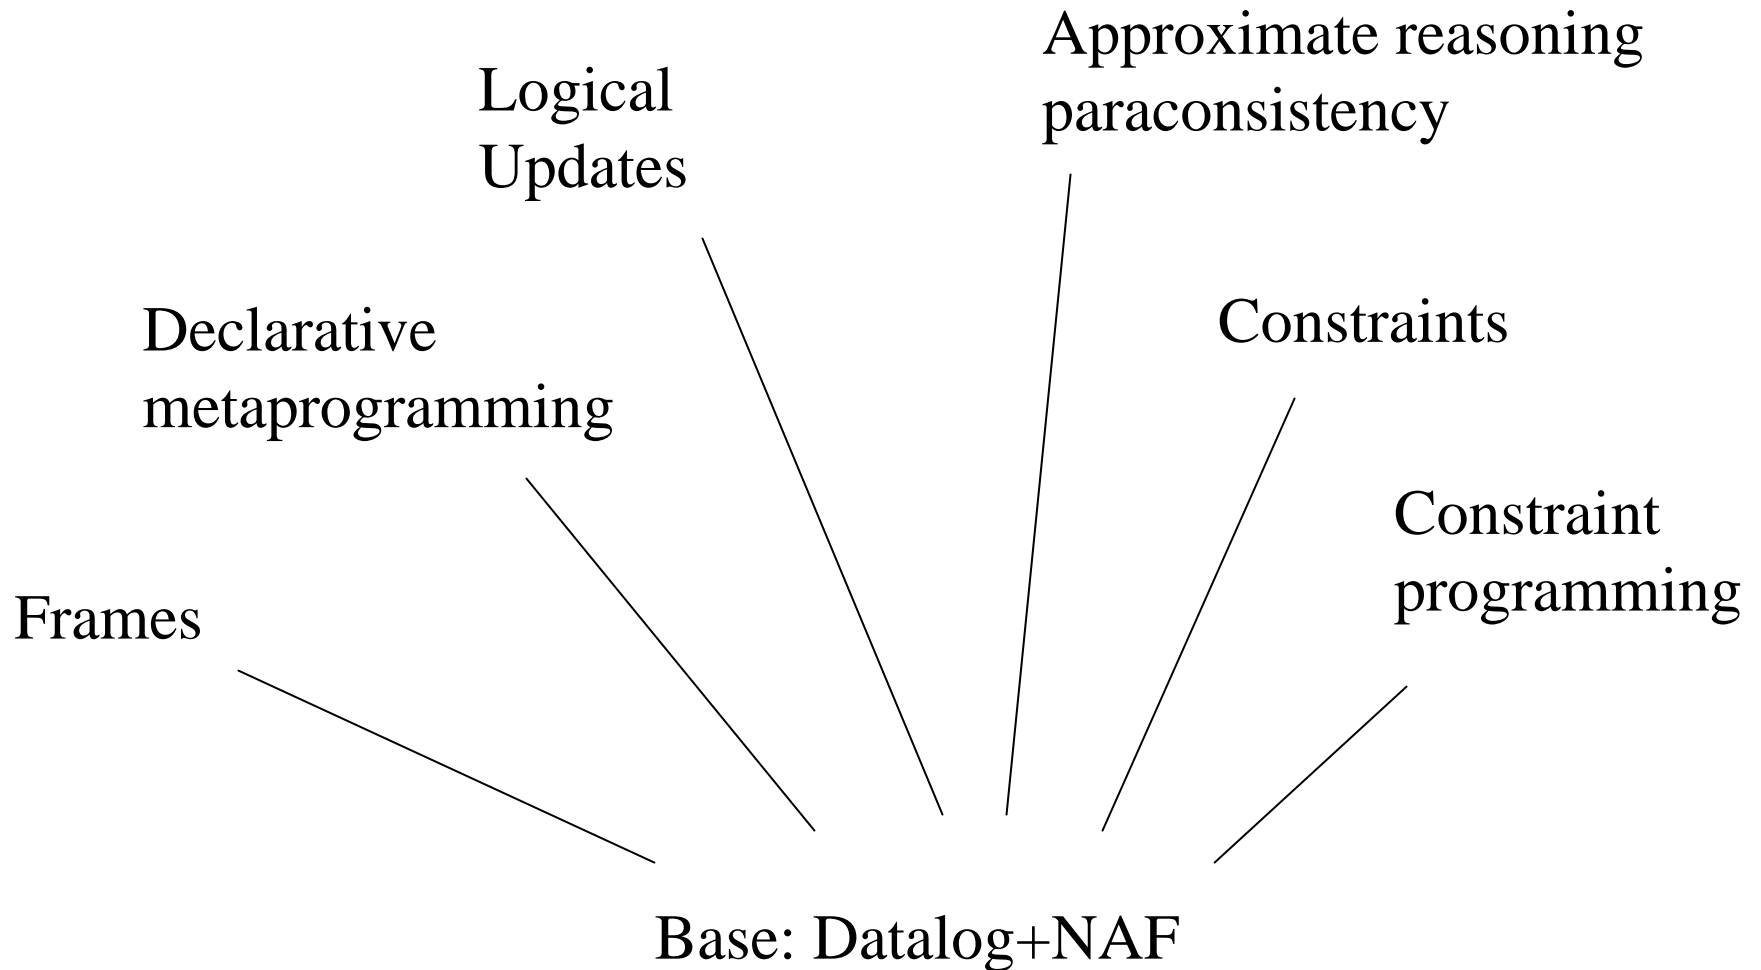 Approximate reasoning
paraconsistency
Logical
Updates
Declarative
metaprogramming
Constraints
Constraint
programming
Frames
Base: Datalog+NAF